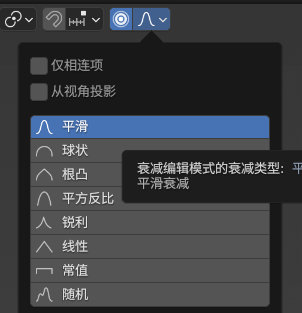 仅相连项
从视角投影
平滑
球状
根凸
平方反比
衰减编辑模式的衰减类型: 平
平滑衰减
锐利
线性
常值
随机